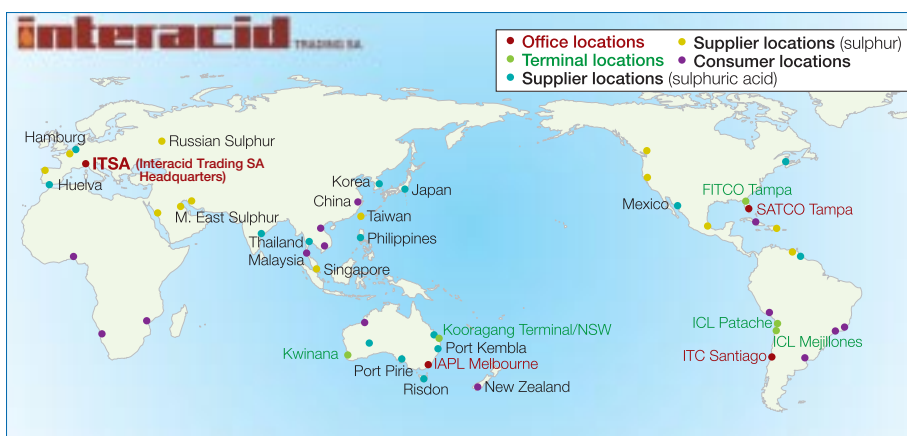 interacid TRADING SA
Office locations
Terminal locations
Supplier locations (sulphuric acid)
Supplier locations (sulphur)
Consumer locations
Hamburg
Russian Sulphur
ITSA (Interacid Trading SA
Headquarters)
Huelva
M. East Sulphur
Korea
Japan
China
Taiwan
Thailand
Philippines
Malaysia
Singapore
Mexico
FITCO Tampa
SATCO Tampa
Kooragang Terminal/NSW
Kwinana
Port Kembla
Port Pirie
IAPL Melbourne
Risdon
New Zealand
ICL Patache
ICL Mejillones
ITC Santiago